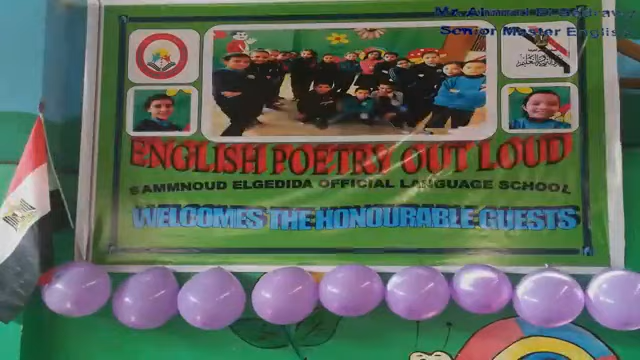 Senior Master English
ENGLISH POETRY OUT LOUD
SAMMNOUD ELGEDIDA OFFICIAL LANGUAGE SCHOOL
WELCOMES THE HONOURABLE GUESTS